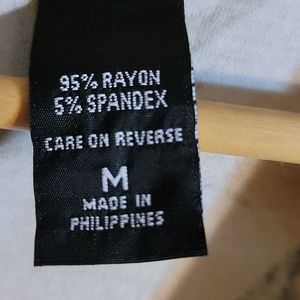 95% RAYON
5% SPANDEX
CARE ON REVERSE
M
MADE IN
PHILIPPINES